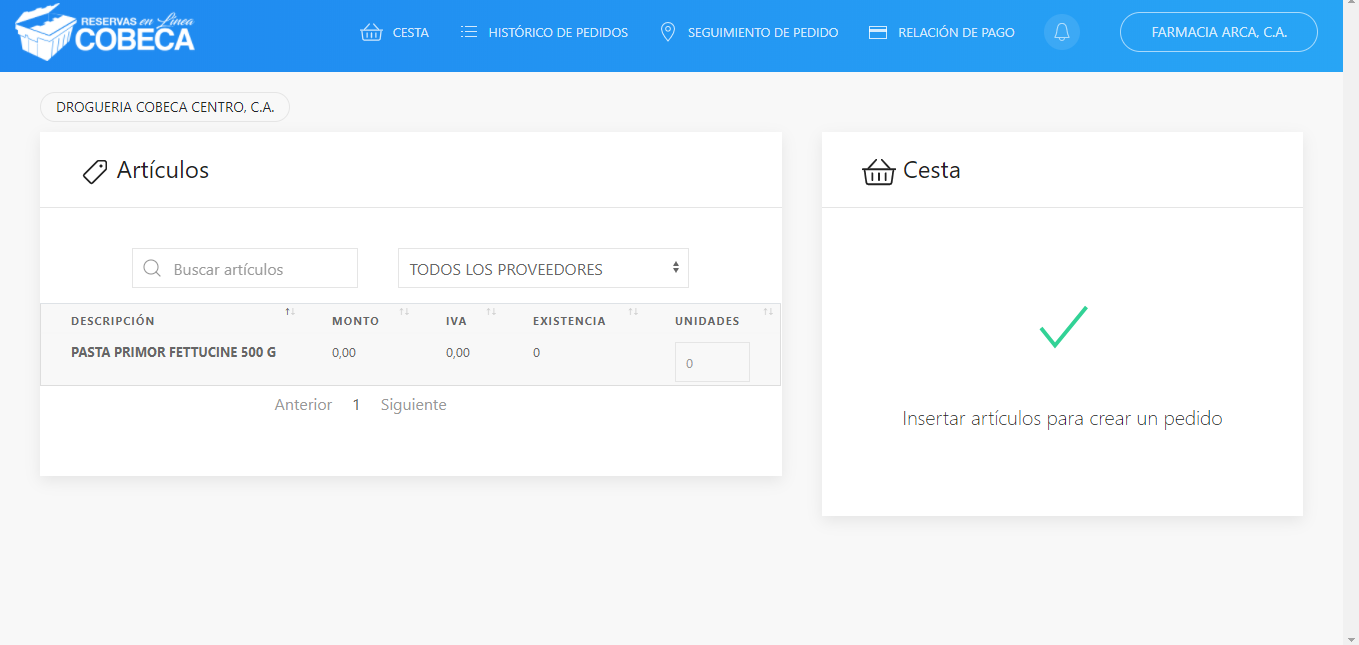 RESERVAS en Línea
COBECA
CESTA
HISTÓRICO DE PEDIDOS
SEGUIMIENTO DE PEDIDO
RELACIÓN DE PAGO
FARMACIA ARCA, C.A.
DROGUERIA COBECA CENTRO, C.A.
Artículos
Buscar artículos
TODOS LOS PROVEEDORES
DESCRIPCIÓN MONTO IVA EXISTENCIA UNIDADES
PASTA PRIMOR FETTUCINE 500 G 0,00 0,00 0 0
Anterior 1 Siguiente
Cesta
Insertar artículos para crear un pedido